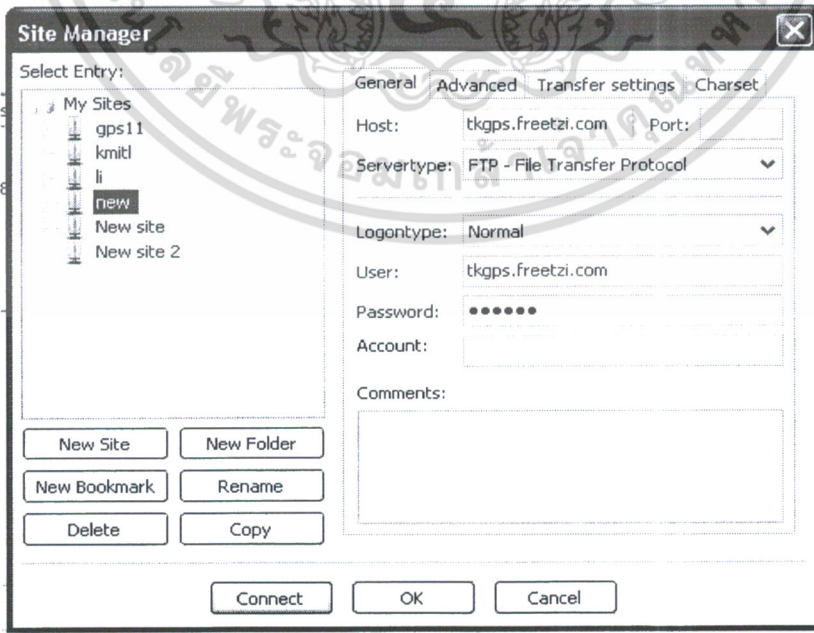 Site Manager
Select Entry:
My Sites
gps11
kmitl
li
new
New site
New site 2
New Site
New Folder
New Bookmark
Rename
Delete
Copy
General
Advanced
Transfer settings
Charset
Host:
tkgps.freetzi.com
Port:
Servertype:
FTP - File Transfer Protocol
Logontype:
Normal
User:
tkgps.freetzi.com
Password:
●●●●●●
Account:
Comments:
Connect
OK
Cancel